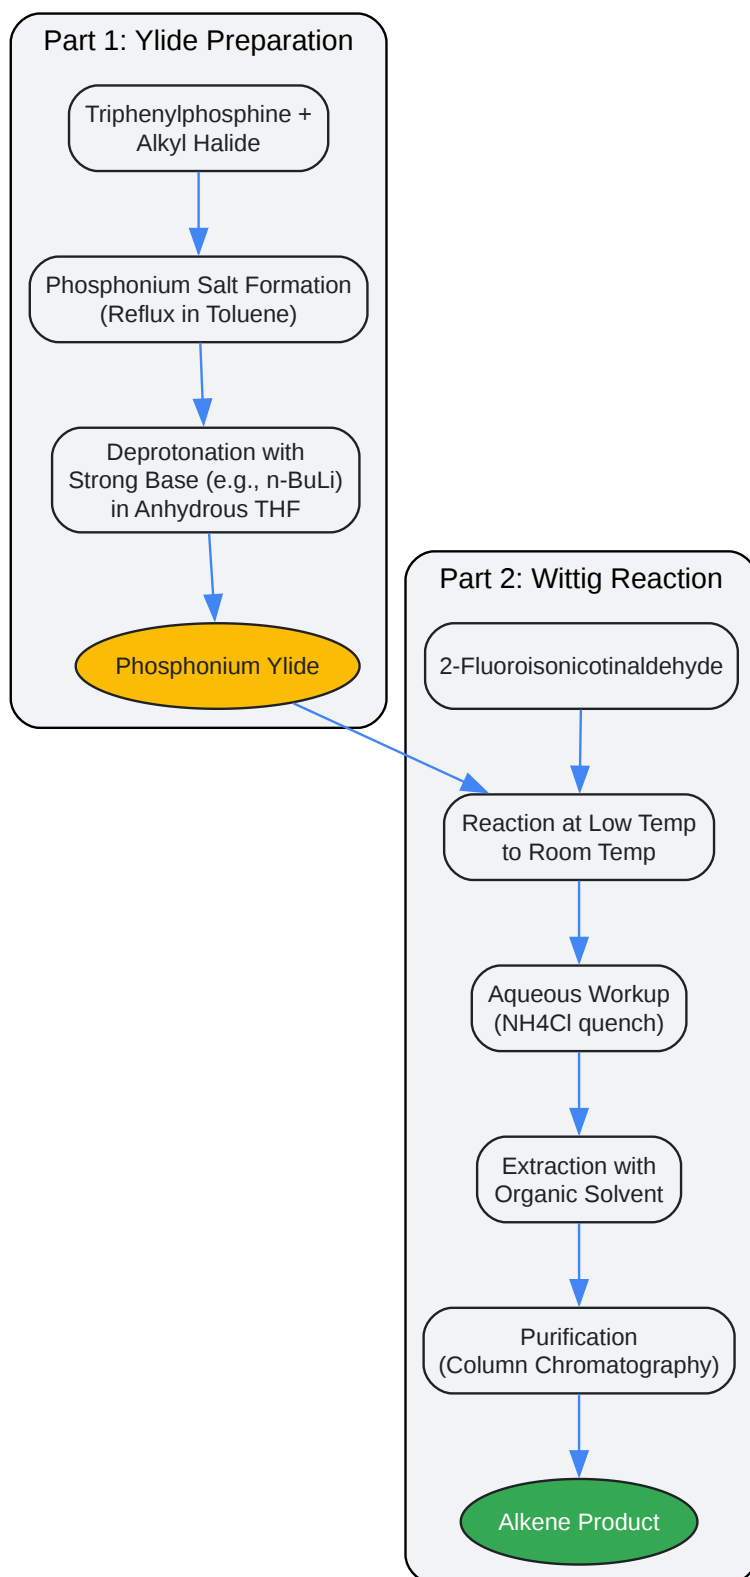 Part 1: Ylide Preparation
Triphenylphosphine +
Alkyl Halide
Phosphonium Salt Formation
(Reflux in Toluene)
Deprotonation with
Strong Base (e.g., n-BuLi)
in Anhydrous THF
Phosphonium Ylide
Part 2: Wittig Reaction
2-Fluoroisonicotinaldehyde
Reaction at Low Temp
to Room Temp
Aqueous Workup
(NH4Cl quench)
Extraction with
Organic Solvent
Purification
(Column Chromatography)
Alkene Product